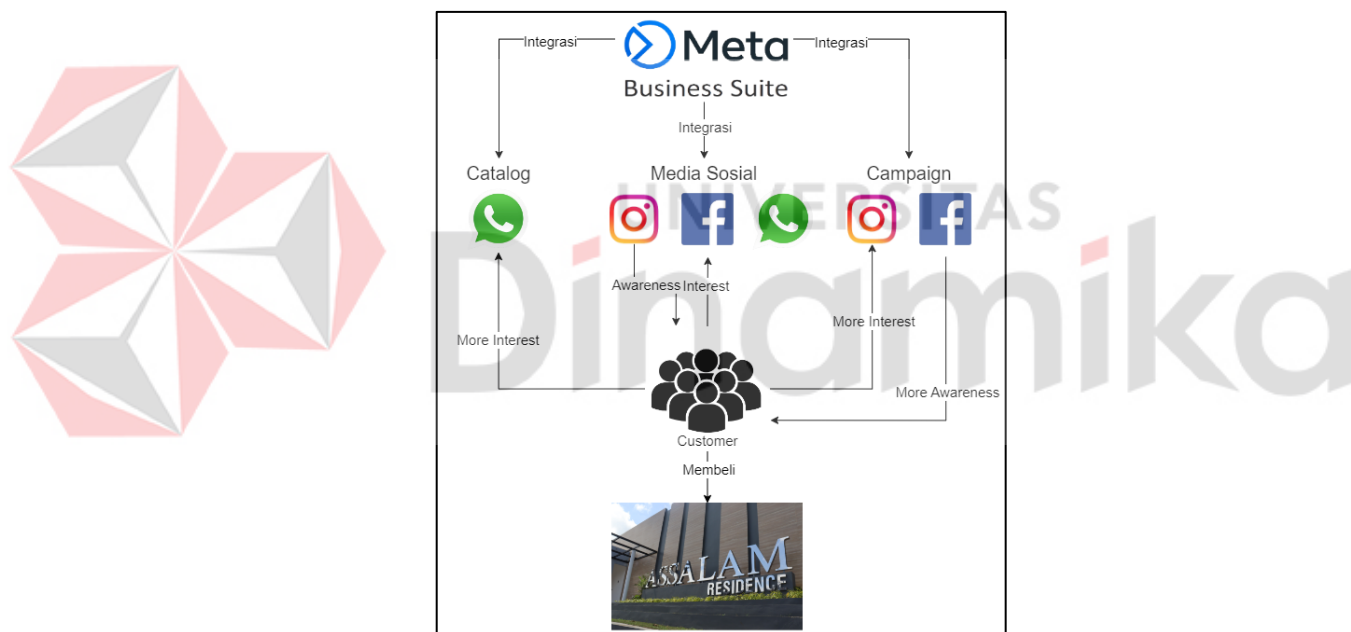 Integrasi
Meta
Integrasi
Business Suite
Integrasi
Catalog
Media Sosial
Campaign
UNIVERSITAS
Dinamika
Awareness
Interest
More Interest
More Interest
More Awareness
Customer
Membeli
ASSALAM
RESIDENCE